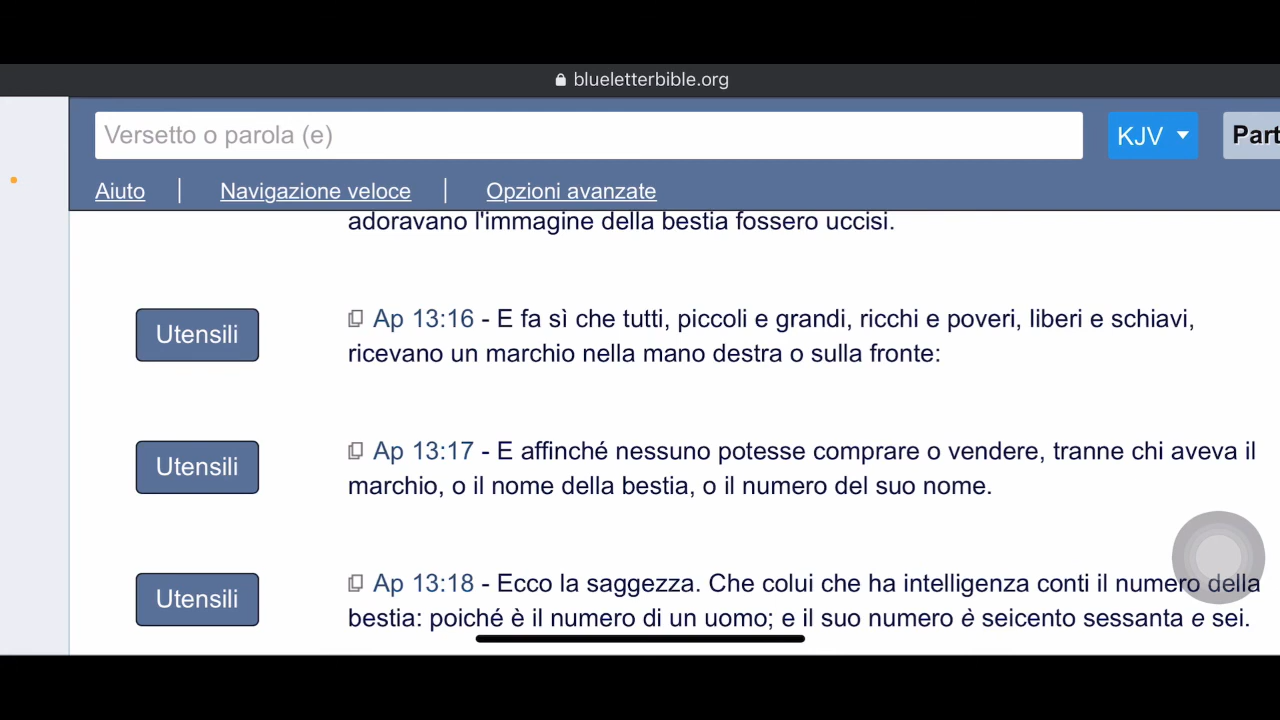 blueletterbible.org
Versetto o parola (e)
KJV
Part
Aiuto | Navigazione veloce | Opzioni avanzate
adoravano l'immagine della bestia fossero uccisi.
Utensili
Ap 13:16 - E fa sì che tutti, piccoli e grandi, ricchi e poveri, liberi e schiavi,
ricevano un marchio nella mano destra o sulla fronte:
Utensili
Ap 13:17 - E affinché nessuno potesse comprare o vendere, tranne chi aveva il
marchio, o il nome della bestia, o il numero del suo nome.
Utensili
Ap 13:18 - Ecco la saggezza. Che colui che ha intelligenza conti il numero della
bestia: poiché è il numero di un uomo; e il suo numero è seicento sessanta e sei.